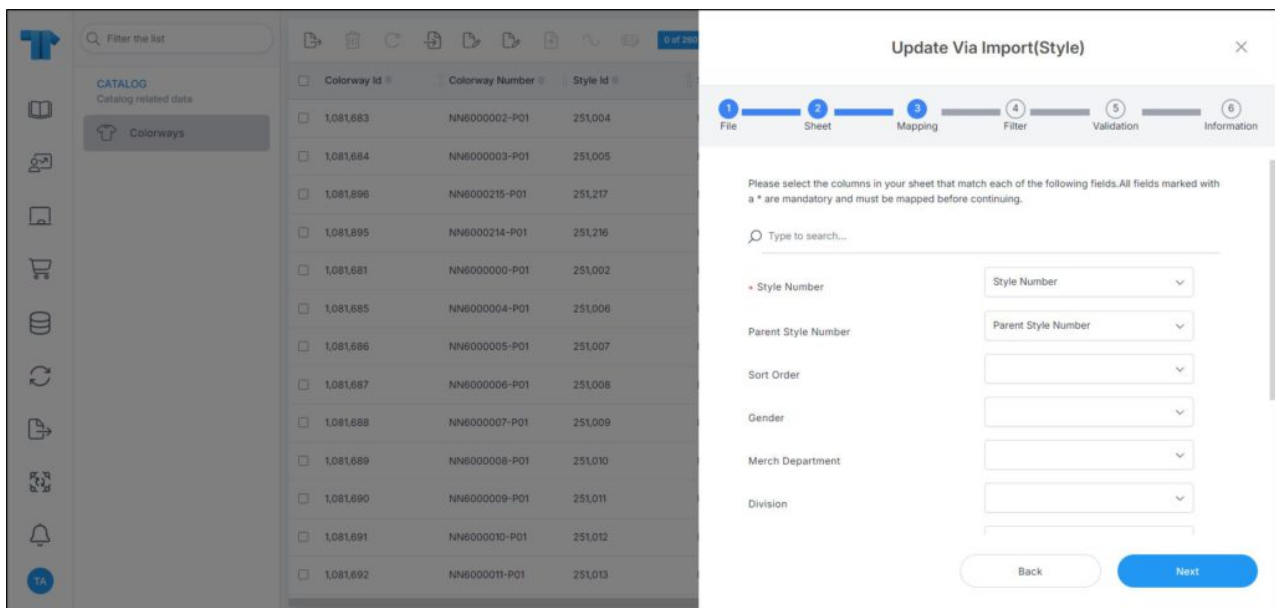 Filter the list
CATALOG
Catalog related data
Colorways
TA
0 of 260
Colorway Id Colorway Number Style Id
1,081,683 NN6000002-P01 251,004
1,081,684 NN6000003-P01 251,005
1,081,896 NN6000215-P01 251,217
1,081,895 NN6000214-P01 251,216
1,081,681 NN6000000-P01 251,002
1,081,685 NN6000004-P01 251,006
1,081,686 NN6000005-P01 251,007
1,081,687 NN6000006-P01 251,008
1,081,688 NN6000007-P01 251,009
1,081,689 NN6000008-P01 251,010
1,081,690 NN6000009-P01 251,011
1,081,691 NN6000010-P01 251,012
1,081,692 NN6000011-P01 251,013
Update Via Import(Style)
1 2 3 4 5 6
File Sheet Mapping Filter Validation Information
Please select the columns in your sheet that match each of the following fields.All fields marked with
a * are mandatory and must be mapped before continuing.
Type to search...
* Style Number Style Number
Parent Style Number Parent Style Number
Sort Order
Gender
Merch Department
Division
Back Next